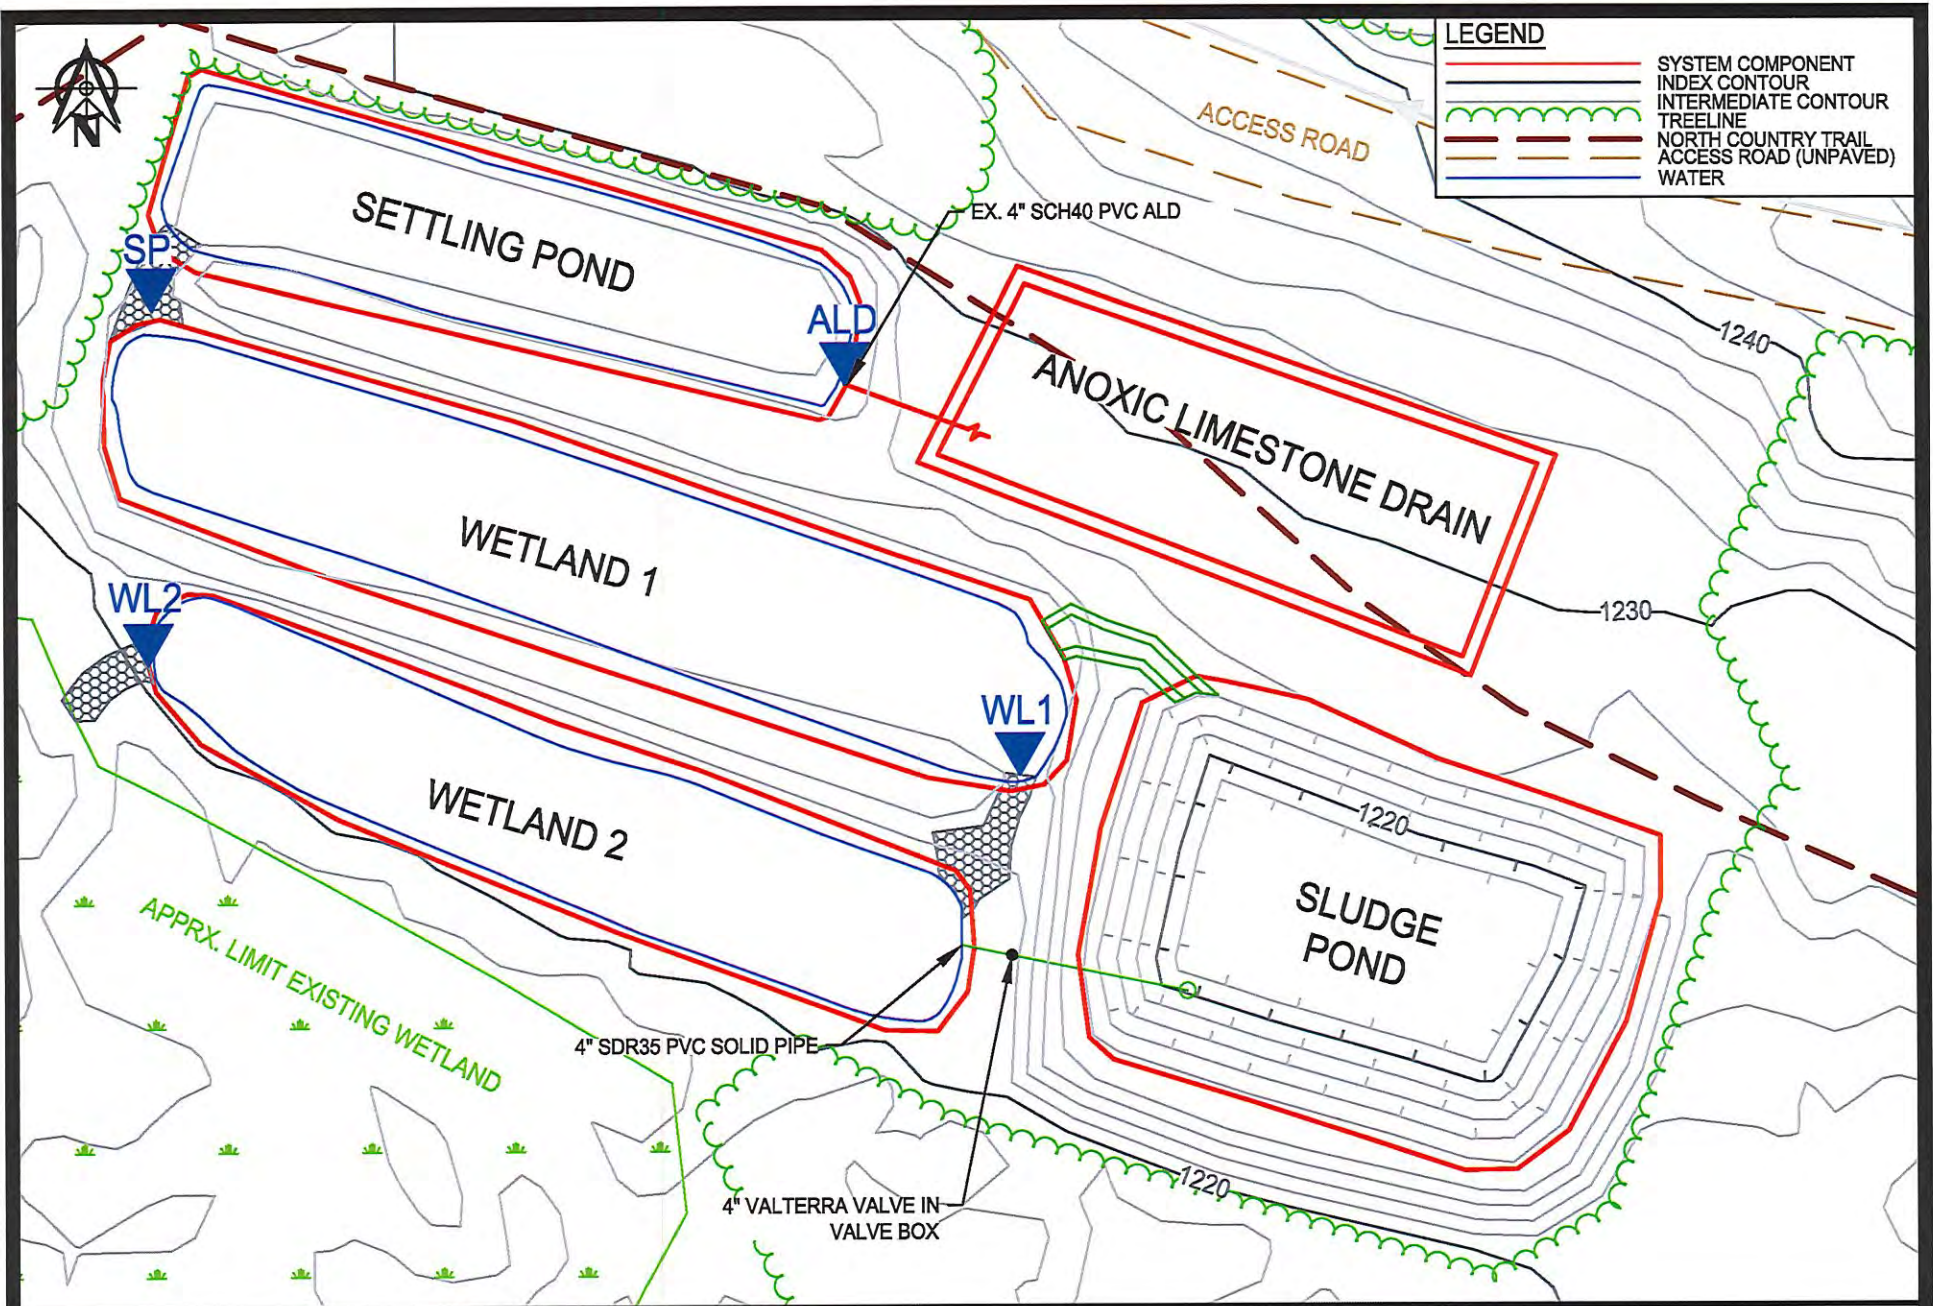 LEGEND
SYSTEM COMPONENT
INDEX CONTOUR
INTERMEDIATE CONTOUR
TREELINE
NORTH COUNTRY TRAIL
ACCESS ROAD (UNPAVED)
WATER
N
ACCESS ROAD
EX. 4" SCH40 PVC ALD
SETTLING POND
SP
ALD
1240
ANOXIC LIMESTONE DRAIN
WETLAND 1
WL2
1230
WL1
WETLAND 2
1220
SLUDGE
POND
APPRX. LIMIT EXISTING WETLAND
4" SDR35 PVC SOLID PIPE
1220
4" VALTERRA VALVE IN
VALVE BOX